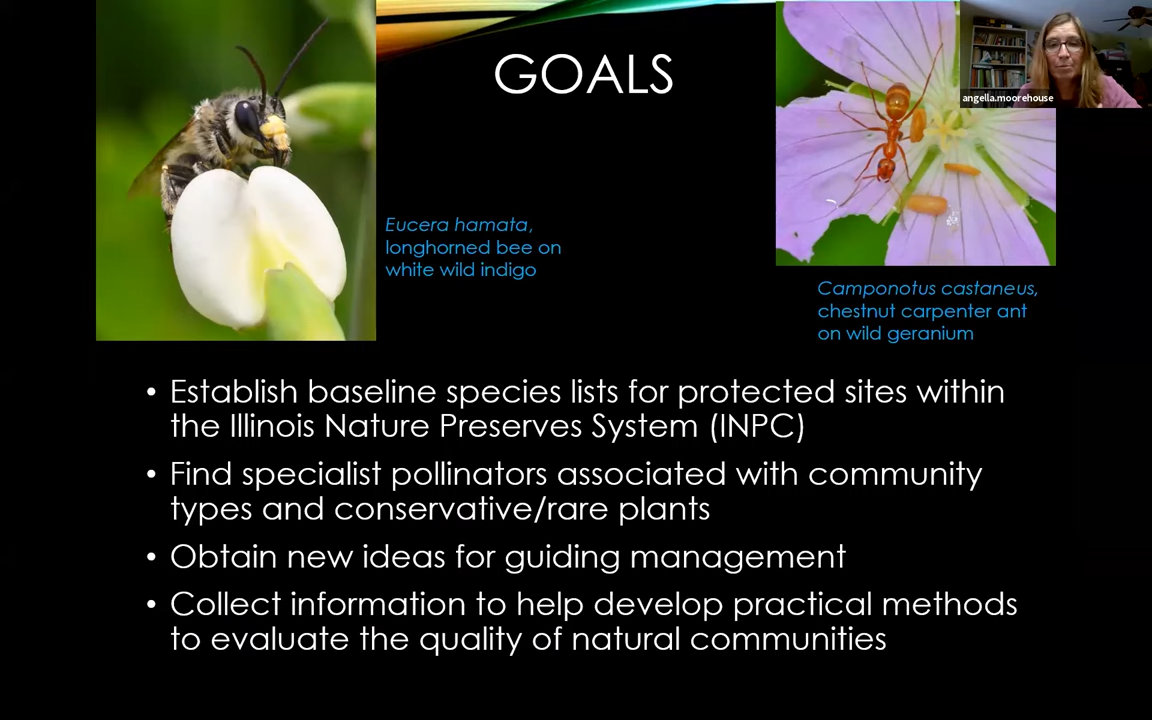 GOALS
angella.moorehouse
Eucera hamata,
longhorned bee on
white wild indigo
Camponotus castaneus,
chestnut carpenter ant
on wild geranium
• Establish baseline species lists for protected sites within
the Illinois Nature Preserves System (INPC)
• Find specialist pollinators associated with community
types and conservative/rare plants
• Obtain new ideas for guiding management
• Collect information to help develop practical methods
to evaluate the quality of natural communities